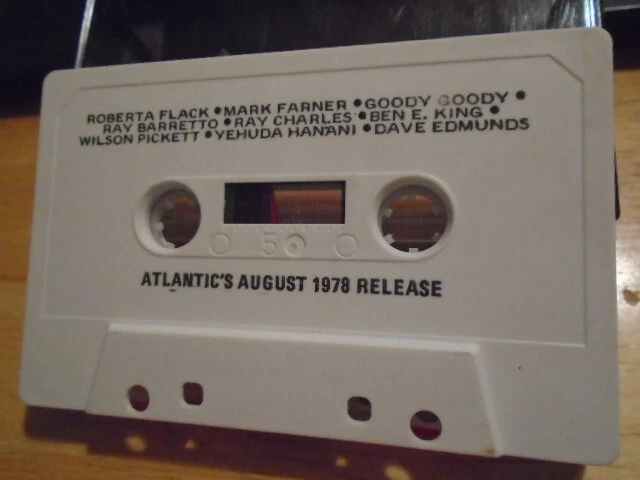 ROBERTA FLACK • MARK FARNER • GOODY GOODY •
RAY BARRETTO • RAY CHARLES • BEN E. KING •
WILSON PICKETT • YEHUDA HANANI • DAVE EDMUNDS
50
ATLANTIC'S AUGUST 1978 RELEASE